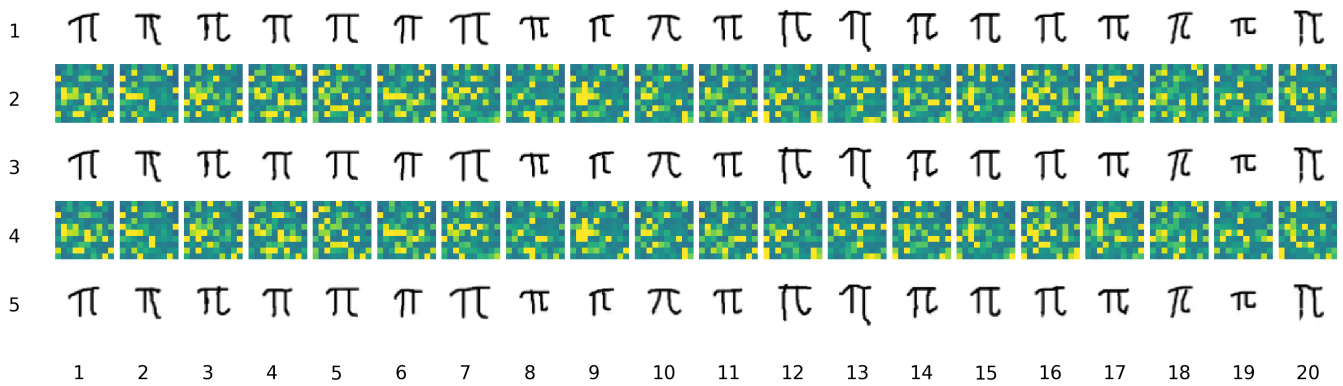 1 π π π π π π π π π π π π π π π π π π π π
2
3 π π π π π π π π π π π π π π π π π π π π
4
5 π π π π π π π π π π π π π π π π π π π π
1 2 3 4 5 6 7 8 9 10 11 12 13 14 15 16 17 18 19 20